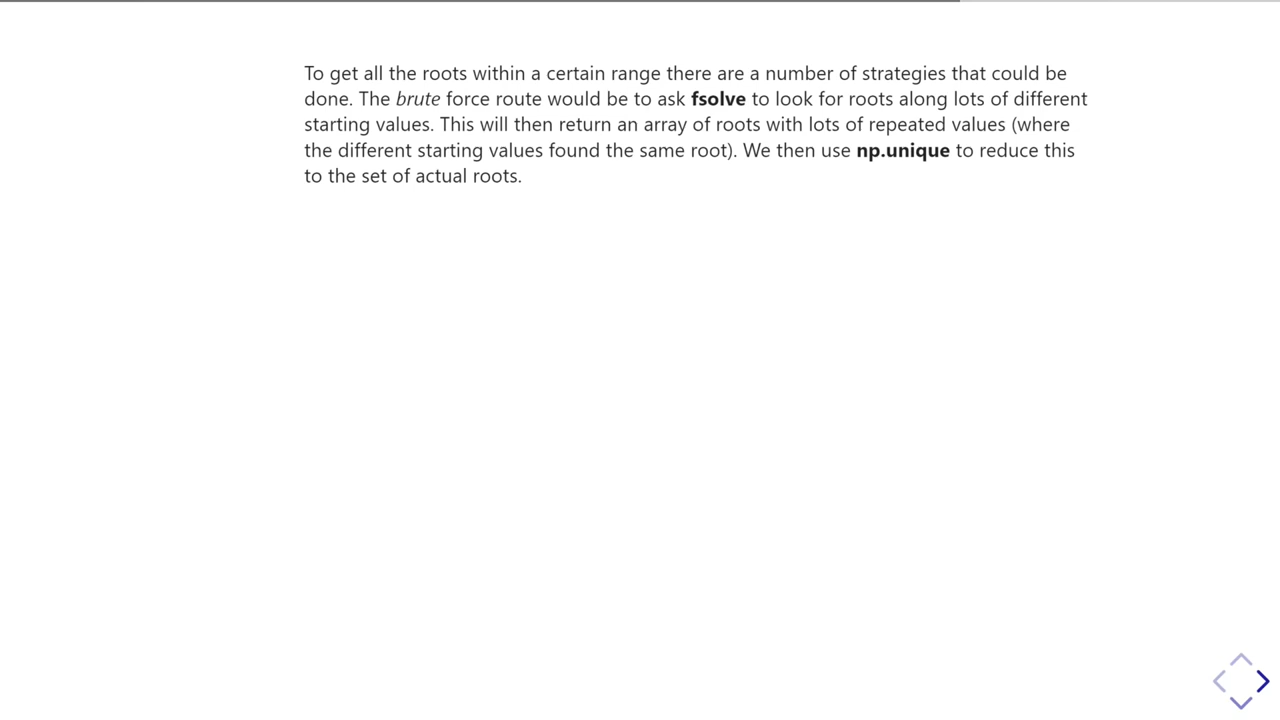 To get all the roots within a certain range there are a number of strategies that could be
done. The brute force route would be to ask fsolve to look for roots along lots of different
starting values. This will then return an array of roots with lots of repeated values (where
the different starting values found the same root). We then use np.unique to reduce this
to the set of actual roots.